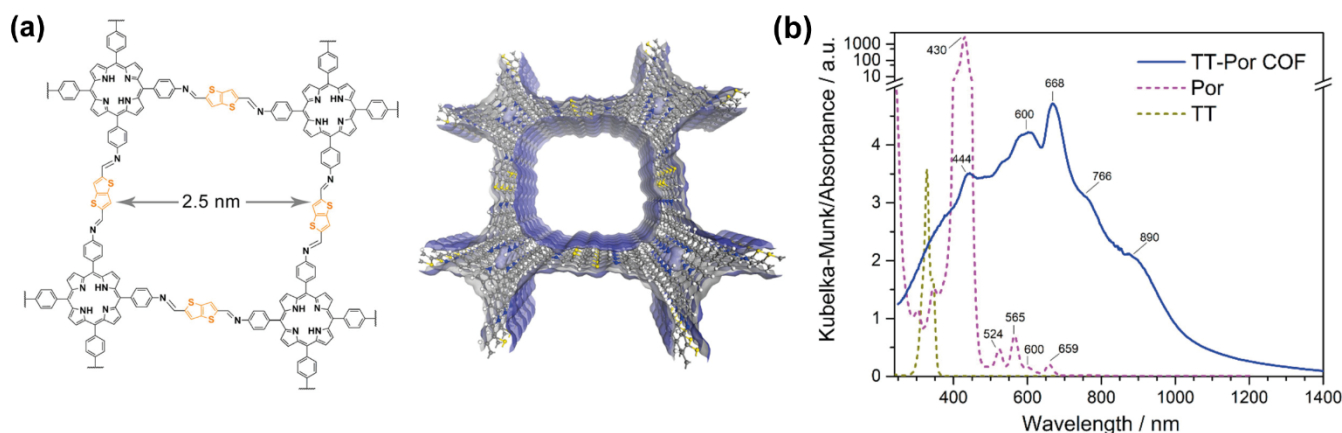 (a)
NH N
N HN
N
S
S
N
NH N
N HN
N
S
S
N
2.5 nm
N
S
S
N
NH N
N HN
N
S
S
N
NH N
N HN
(b)
Kubelka-Munk/Absorbance / a.u.
1000
100
10
4
3
2
1
0
430
444
600
668
766
890
524
565
600
659
TT-Por COF
Por
TT
400 600 800 1000 1200 1400
Wavelength / nm